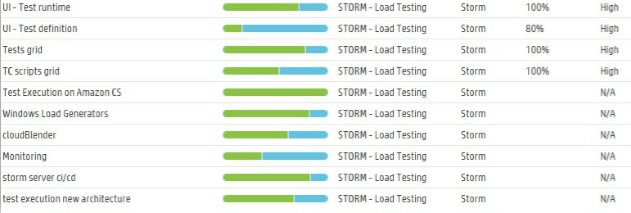 UI - Test runtime STORM - Load Testing Storm 100% High
UI - Test definition STORM - Load Testing Storm 80% High
Tests grid STORM - Load Testing Storm 100% High
TC scripts grid STORM - Load Testing Storm 100% High
Test Execution on Amazon CS STORM - Load Testing Storm N/A
Windows Load Generators STORM - Load Testing Storm N/A
cloudBlender STORM - Load Testing Storm N/A
Monitoring STORM - Load Testing Storm N/A
storm server ci/cd STORM - Load Testing Storm N/A
test execution new architecture STORM - Load Testing Storm N/A